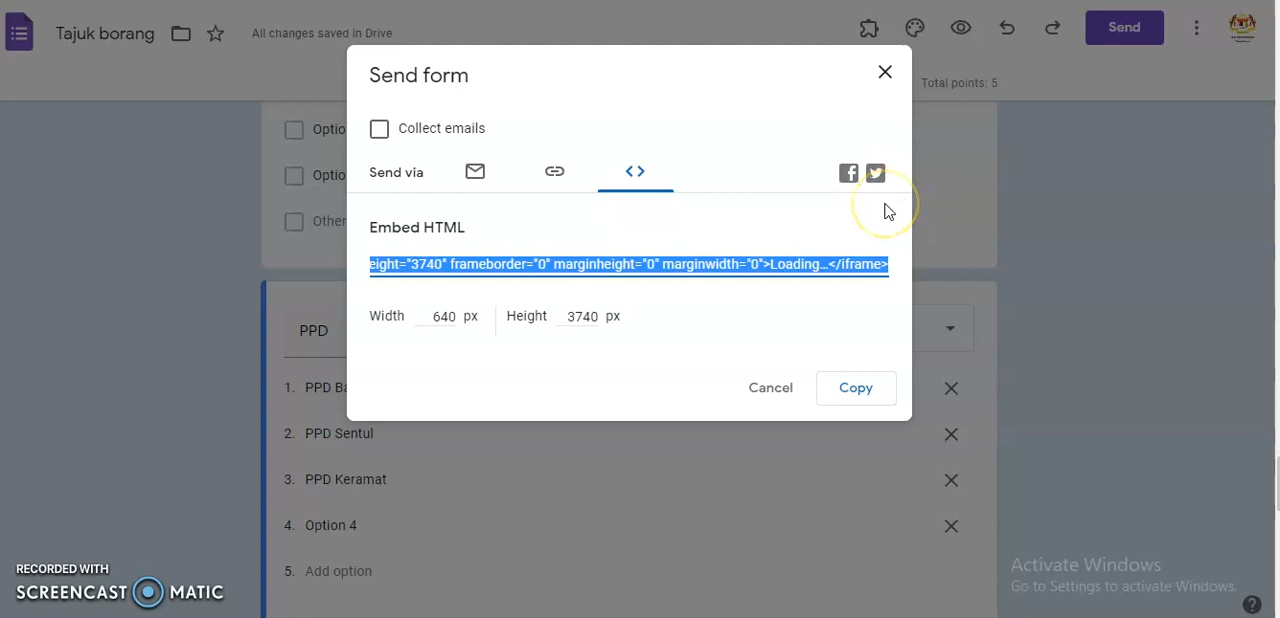 Tajuk borang
All changes saved in Drive
Send
Send form
Total points: 5
Collect emails
Optio
Send via
Optio
Other
Embed HTML
eight="3740" frameborder="0" marginheight="0" marginwidth="0">Loading…</iframe>
Width 640 px Height 3740 px
PPD
1. PPD Ba
Cancel
Copy
2. PPD Sentul
3. PPD Keramat
4. Option 4
5. Add option
Activate Windows
Go to Settings to activate Windows.
RECORDED WITH
SCREENCAST MATIC